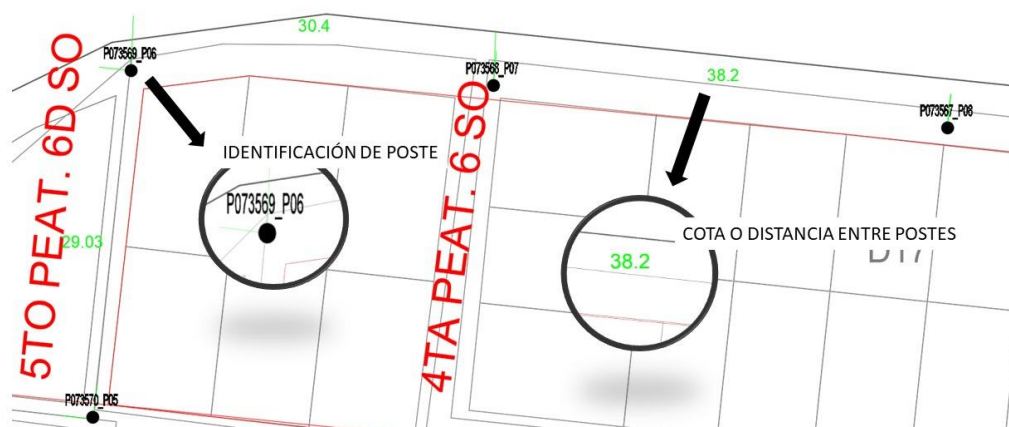 30.4
P073569_P06
P073568_P07
38.2
P073567_P08
5TO PEAT. 6D SO
4TA PEAT. 6 SO
IDENTIFICACIÓN DE POSTE
P073569_P06
29.03
COTA O DISTANCIA ENTRE POSTES
38.2
P073570_P05